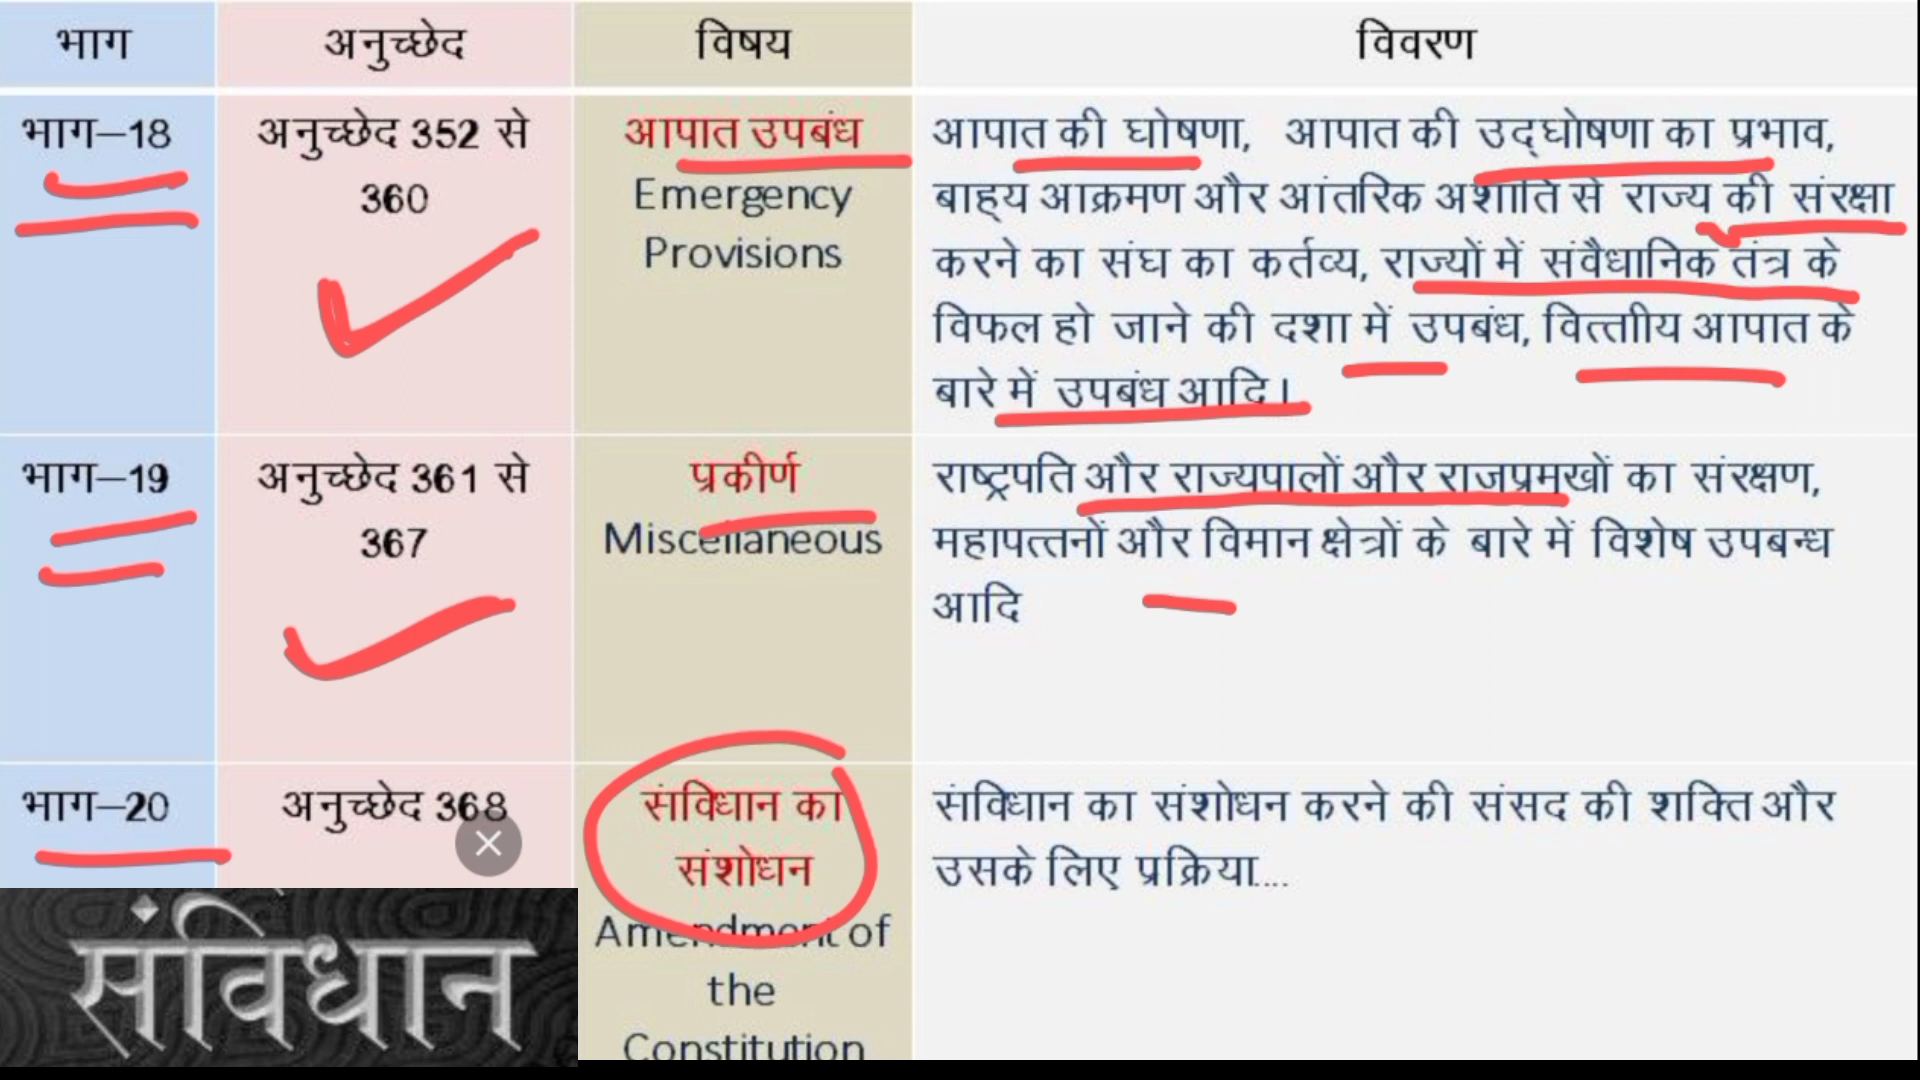 भाग अनुच्छेद विषय विवरण
भाग–18 अनुच्छेद 352 से 360
आपात उपबंध
Emergency
Provisions
आपात की घोषणा, आपात की उद्घोषणा का प्रभाव,
बाह्य आक्रमण और आंतरिक अशांति से राज्य की संरक्षा
करने का संघ का कर्तव्य, राज्यों में संवैधानिक तंत्र के
विफल हो जाने की दशा में उपबंध, वित्तीय आपात के
बारे में उपबंध आदि।
भाग–19 अनुच्छेद 361 से 367
प्रकीर्ण
Miscellaneous
राष्ट्रपति और राज्यपालों और राजप्रमखों का संरक्षण,
महापत्तनों और विमान क्षेत्रों के बारे में विशेष उपबन्ध
आदि
भाग–20 अनुच्छेद 368
संविधान का
संशोधन
Amendment of
the
Constitution
संविधान का संशोधन करने की संसद की शक्ति और
उसके लिए प्रक्रिया....
संविधान